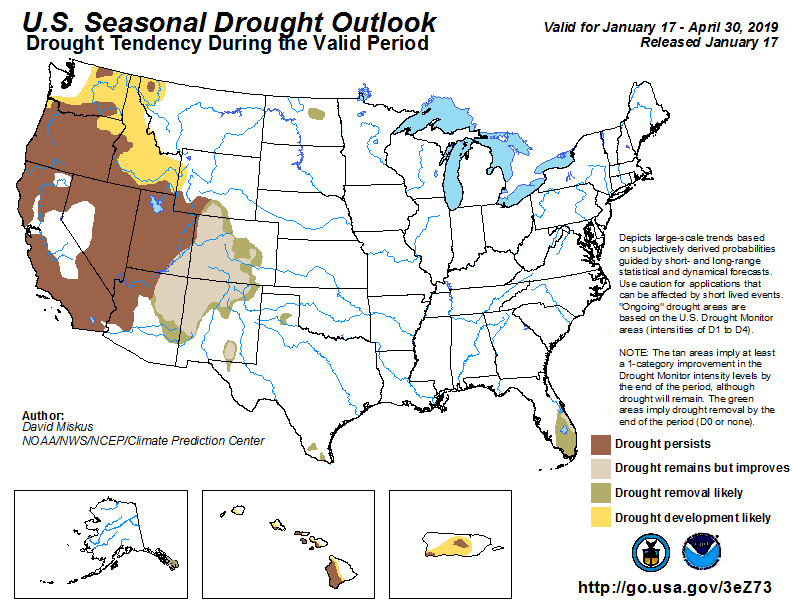 U.S. Seasonal Drought Outlook
Drought Tendency During the Valid Period
Valid for January 17 - April 30, 2019
Released January 17
Depicts large-scale trends based
on subjectively derived probabilities
guided by short- and long-range
statistical and dynamical forecasts.
Use caution for applications that
can be affected by short lived events.
"Ongoing" drought areas are
based on the U.S. Drought Monitor
areas (intensities of D1 to D4).
NOTE: The tan areas imply at least
a 1-category improvement in the
Drought Monitor intensity levels by
the end of the period, although
drought will remain. The green
areas imply drought removal by the
end of the period (D0 or none).
Author:
David Miskus
NOAA/NWS/NCEP/Climate Prediction Center
Drought persists
Drought remains but improves
Drought removal likely
Drought development likely
http://go.usa.gov/3eZ73